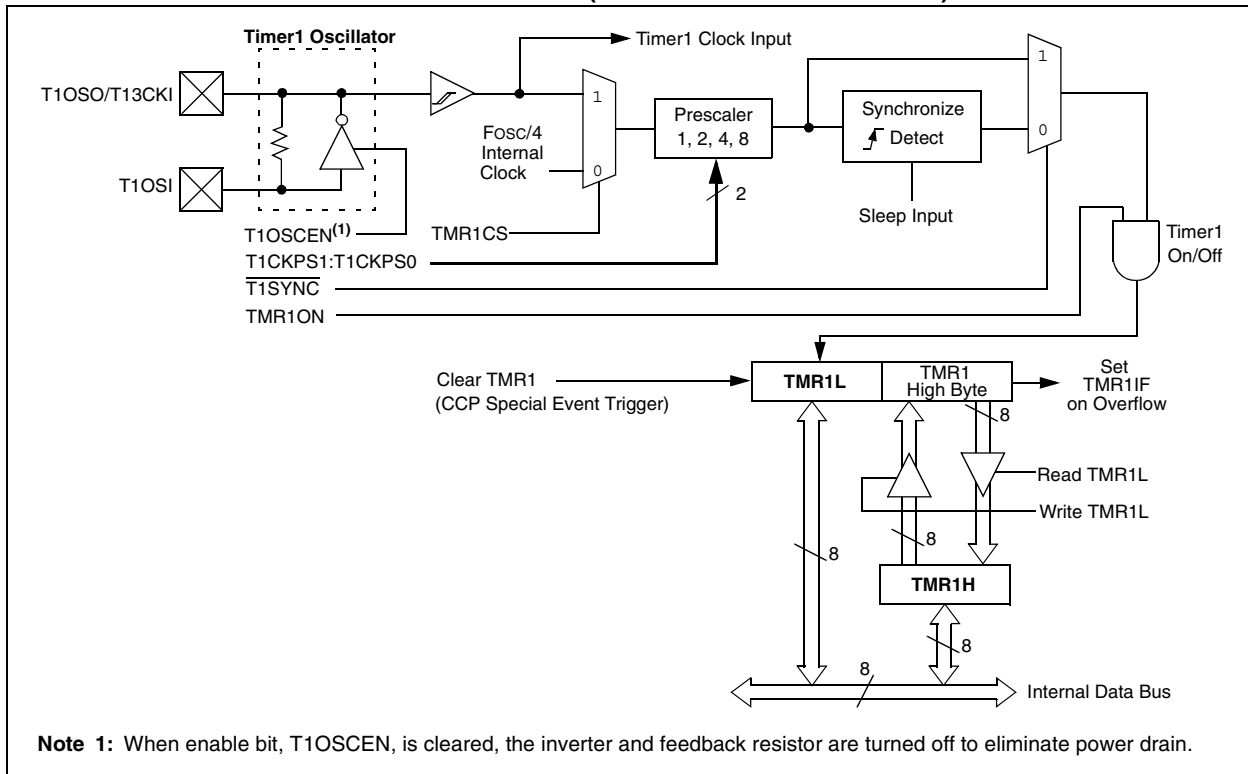 Timer1 Oscillator
Timer1 Clock Input
1
T1OSO/T13CKI
1
Prescaler
1, 2, 4, 8
Synchronize
Detect
FOSC/4
Internal
Clock
0
0
T1OSI
2
Sleep Input
T1OSCEN(1)
TMR1CS
Timer1
On/Off
T1CKPS1:T1CKPS0
T1SYNC
TMR1ON
Clear TMR1
(CCP Special Event Trigger)
TMR1L
TMR1
High Byte
Set
TMR1IF
on Overflow
8
Read TMR1L
Write TMR1L
8
8
TMR1H
8
8
Internal Data Bus
Note 1: When enable bit, T1OSCEN, is cleared, the inverter and feedback resistor are turned off to eliminate power drain.